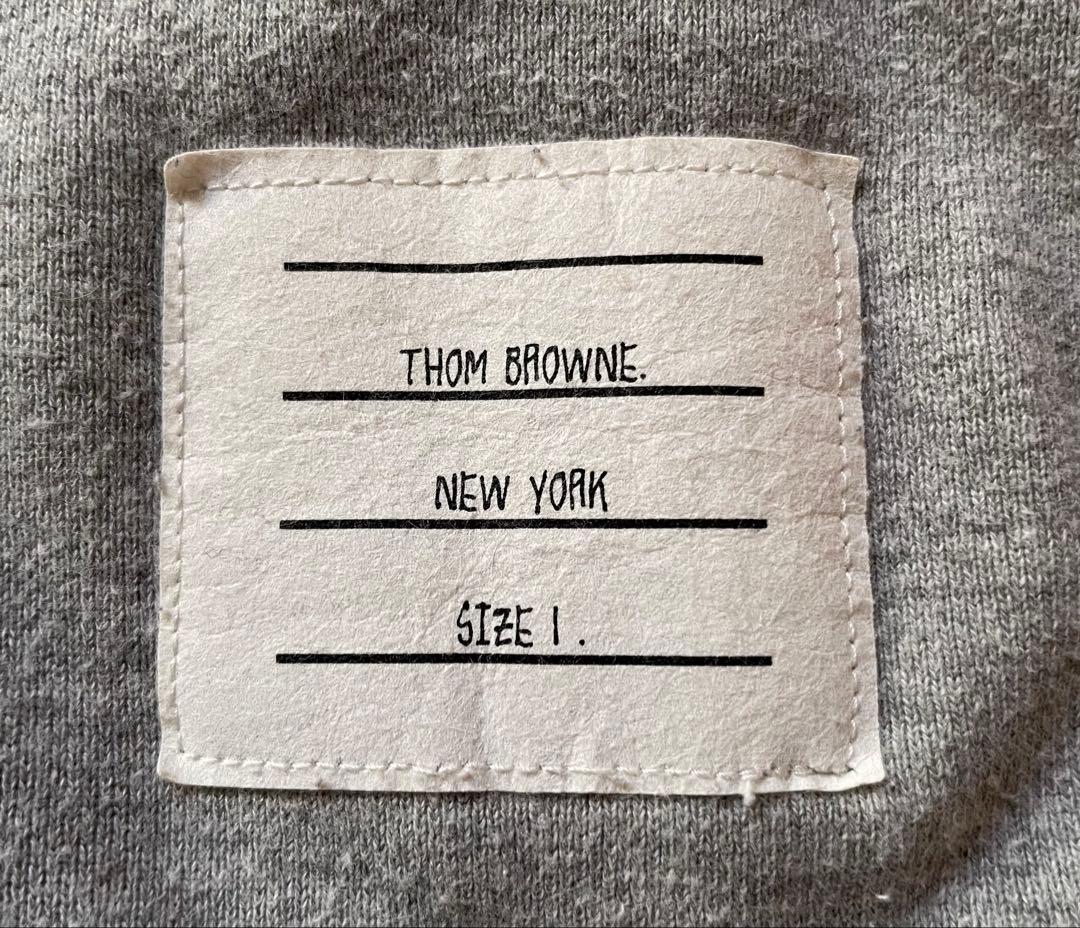 THOM BROWNE.
NEW YORK
SIZE 1.